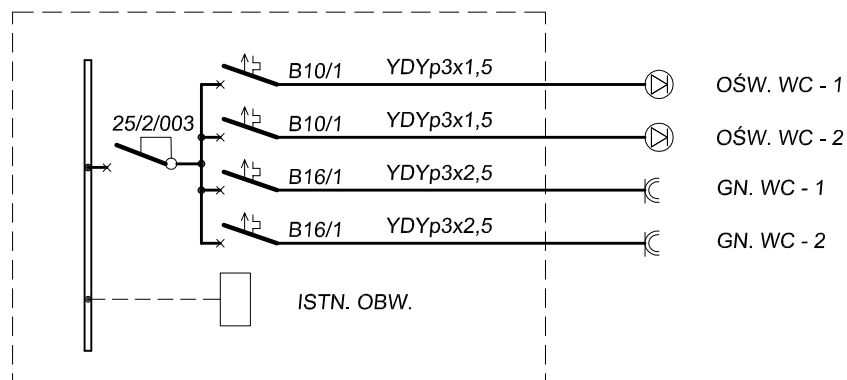 B10/1 YDYp3x1,5 OŚW. WC - 1
25/2/003
B10/1 YDYp3x1,5 OŚW. WC - 2
B16/1 YDYp3x2,5 GN. WC - 1
B16/1 YDYp3x2,5 GN. WC - 2
ISTN. OBW.